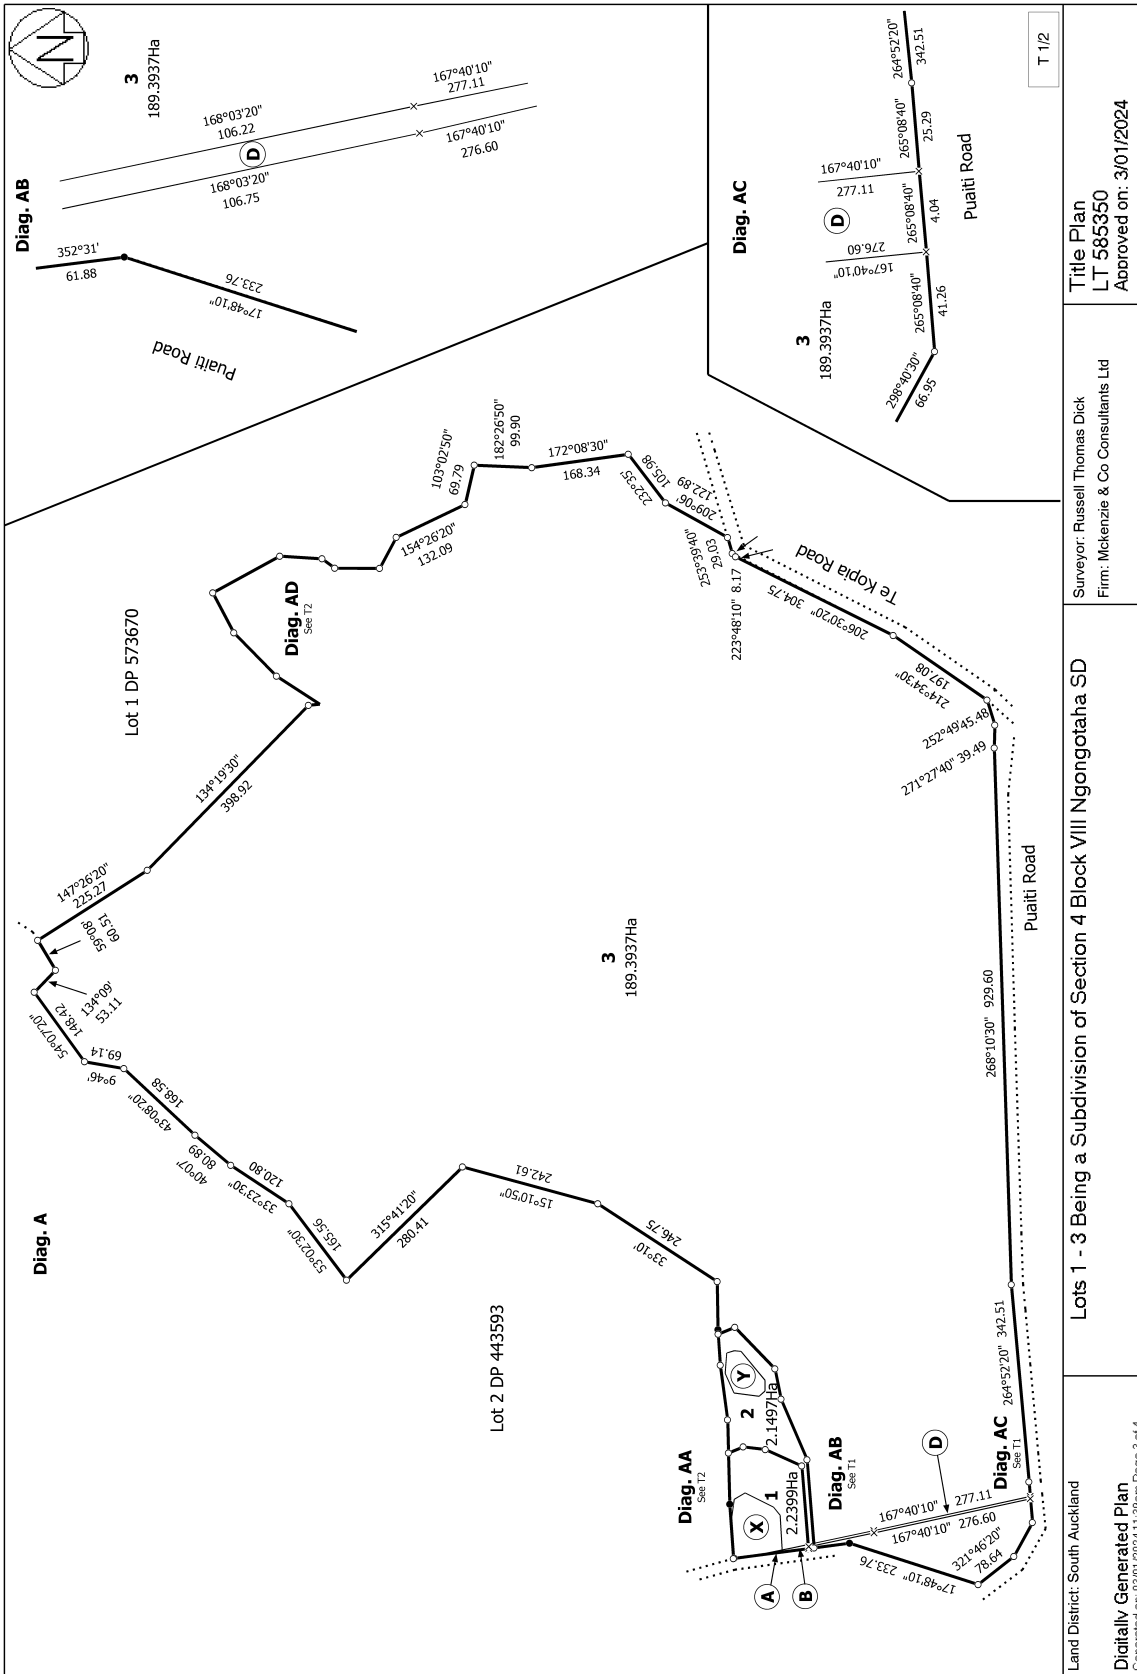 N
Diag. A
Lot 1 DP 573670
Lot 2 DP 443593
3
189.3937Ha
54°07'20"
148.42
134°09'
53.11
59°08'
60.51
147°26'20"
225.27
134°19'30"
398.92
9°46'
69.14
43°08'20"
168.58
40°07'
80.89
33°23'30"
120.80
53°02'30"
165.56
315°41'20"
280.41
15°10'50"
242.61
33°10'
246.75
Diag. AD
See T2
154°26'20"
132.09
103°02'50"
69.79
182°26'50"
99.90
172°08'30"
168.34
232°35'
105.98
209°06'
122.89
253°39'40"
29.03
223°48'10" 8.17
206°30'20" 304.75
Te Kopia Road
214°34'30"
197.08
252°49'45.48
271°27'40" 39.49
268°10'30" 929.60
Puaiti Road
264°52'20" 342.51
Diag. AA
See T2
X
1
2.2399Ha
Y
2
2.1497Ha
Diag. AB
See T1
Diag. AC
See T1
A
B
D
167°40'10" 277.11
167°40'10" 276.60
17°48'10" 233.76
321°46'20"
78.64
Diag. AB
352°31'
61.88
17°48'10"
233.76
Puaiti Road
168°03'20"
106.22
168°03'20"
106.75
D
167°40'10"
277.11
167°40'10"
276.60
3
189.3937Ha
Diag. AC
3
189.3937Ha
298°40'30"
66.95
265°08'40"
41.26
276.60
167°40'10"
D
265°08'40"
4.04
167°40'10"
277.11
265°08'40"
25.29
264°52'20"
342.51
Puaiti Road
T 1/2
Land District: South Auckland
Digitally Generated Plan
Generated on: 03/01/2024 11:29am Page 3 of 4
Lots 1 - 3 Being a Subdivision of Section 4 Block VIII Ngongotaha SD
Surveyor: Russell Thomas Dick
Firm: Mckenzie & Co Consultants Ltd
Title Plan
LT 585350
Approved on: 3/01/2024